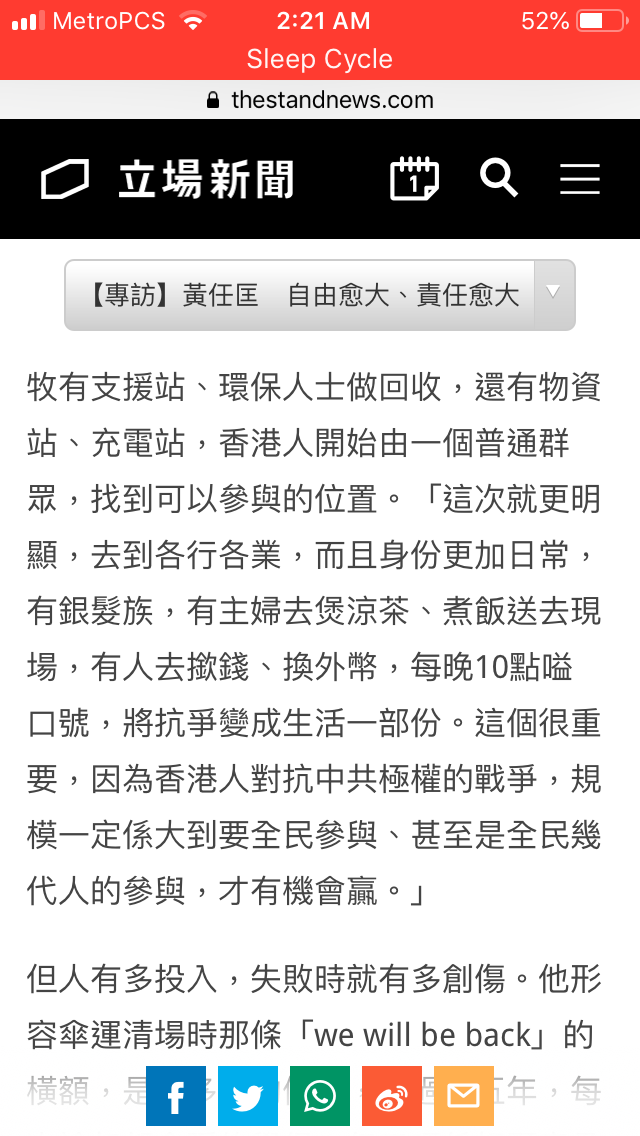 MetroPCS 2:21 AM 52%
Sleep Cycle
thestandnews.com
立場新聞 1
【專訪】黃任匡 自由愈大、責任愈大
牧有支援站、環保人士做回收，還有物資
站、充電站，香港人開始由一個普通群
眾，找到可以參與的位置。「這次就更明
顯，去到各行各業，而且身份更加日常，
有銀髮族，有主婦去煲涼茶、煮飯送去現
場，有人去撳錢、換外幣，每晚10點嗌
口號，將抗爭變成生活一部份。這個很重
要，因為香港人對抗中共極權的戰爭，規
模一定係大到要全民參與、甚至是全民幾
代人的參與，才有機會贏。」
但人有多投入，失敗時就有多創傷。他形
容傘運清場時那條「we will be back」的
橫額，是 五年，每